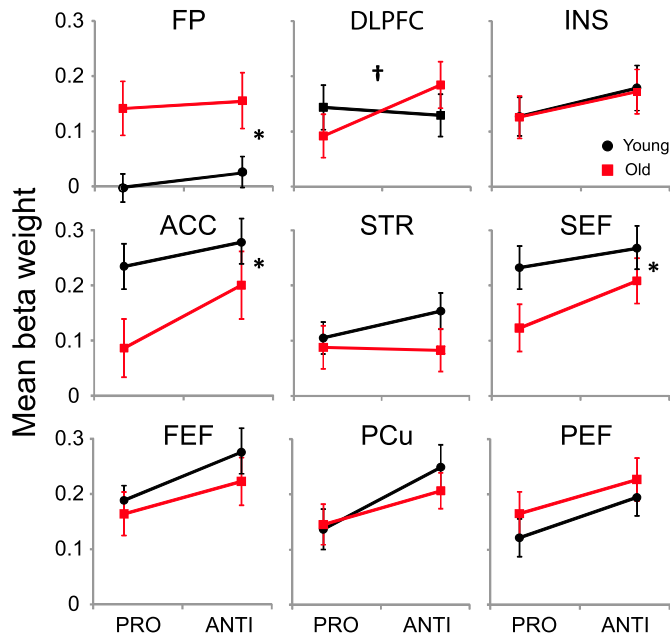 FP DLPFC INS
0.3
0.2
0.1
0
*
†
Young
Old
Mean beta weight
ACC STR SEF
0.3
0.2
0.1
0
*
*
FEF PCu PEF
0.3
0.2
0.1
0
PRO ANTI PRO ANTI PRO ANTI